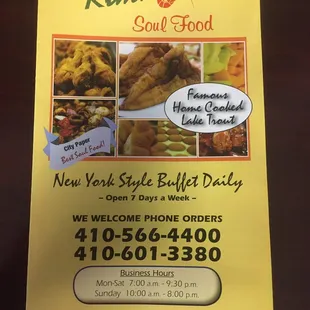 Soul Food
Famous
Home Cooked
Lake Trout
City Paper
Best Soul Food!
New York Style Buffet Daily
– Open 7 Days a Week –
WE WELCOME PHONE ORDERS
410-566-4400
410-601-3380
Business Hours
Mon-Sat 7:00 a.m. - 9:30 p.m.
Sunday 10:00 a.m. - 8:00 p.m.